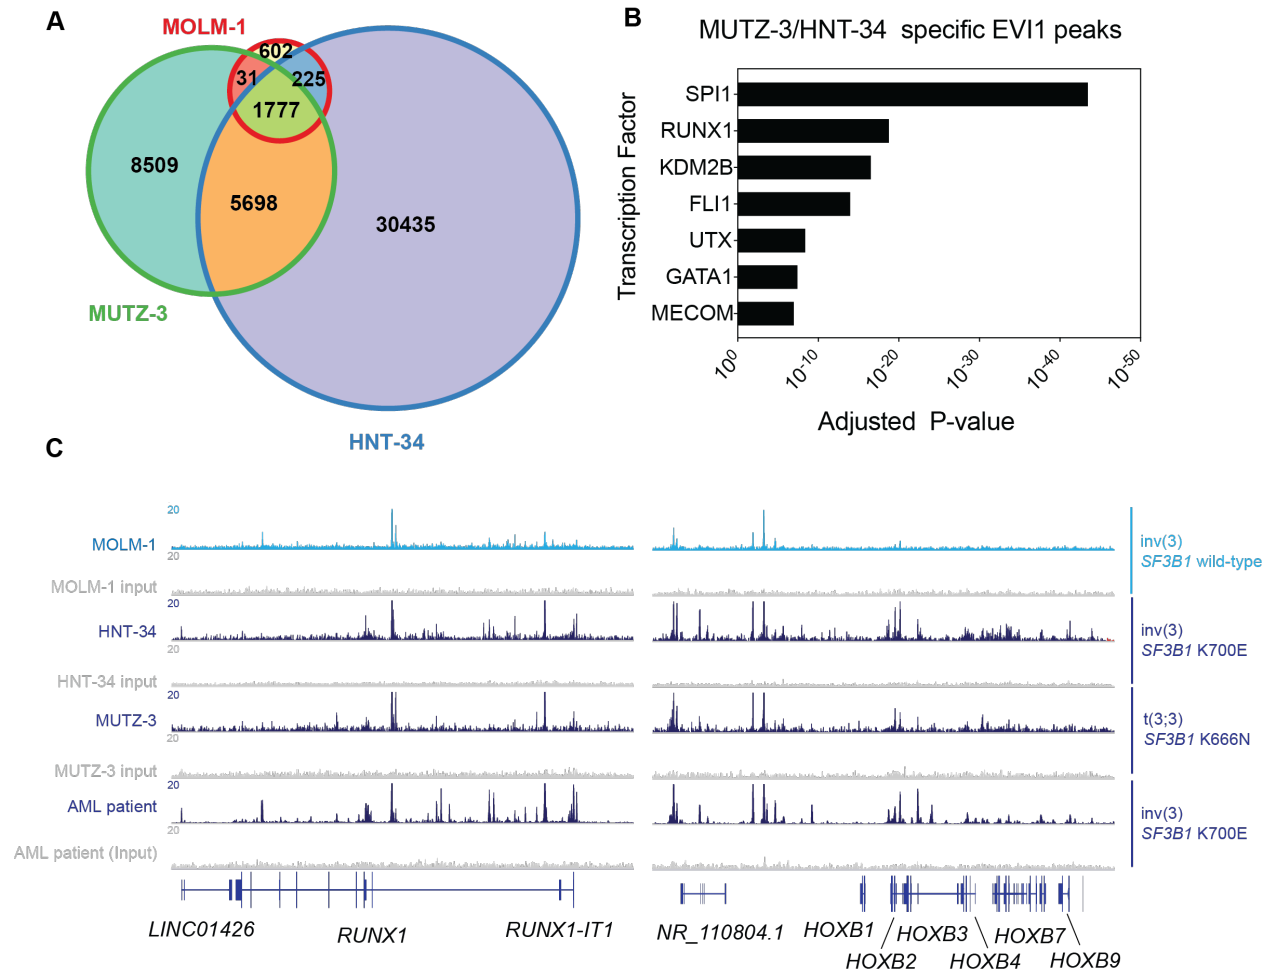 A
MOLM-1
602
31
225
1777
8509
5698
30435
MUTZ-3
HNT-34
B
MUTZ-3/HNT-34 specific EVI1 peaks
Transcription Factor
SPI1
RUNX1
KDM2B
FLI1
UTX
GATA1
MECOM
10^0
10^-10
10^-20
10^-30
10^-40
10^-50
Adjusted P-value
C
20
MOLM-1
20
MOLM-1 input
20
HNT-34
20
HNT-34 input
20
MUTZ-3
20
MUTZ-3 input
20
AML patient
20
AML patient (Input)
inv(3)
SF3B1 wild-type
inv(3)
SF3B1 K700E
t(3;3)
SF3B1 K666N
inv(3)
SF3B1 K700E
LINC01426
RUNX1
RUNX1-IT1
NR_110804.1
HOXB1
HOXB2
HOXB3
HOXB4
HOXB7
HOXB9